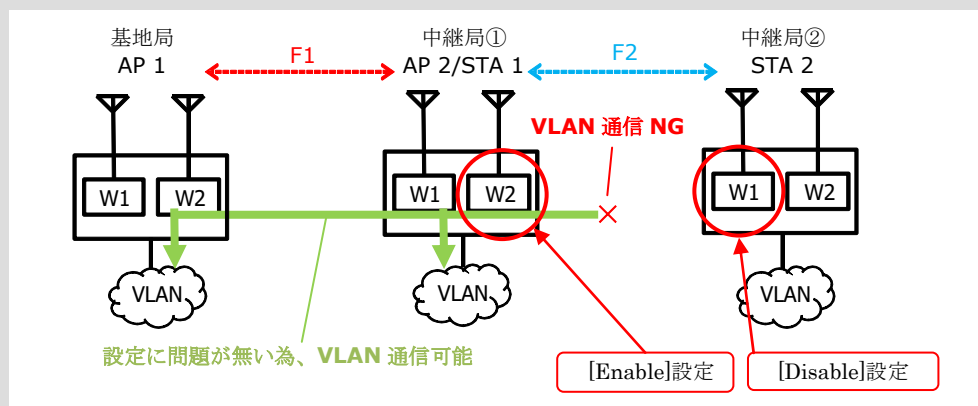 基地局
AP 1
F1
中継局①
AP 2/STA 1
F2
中継局②
STA 2
VLAN 通信 NG
W1
W2
W1
W2
W1
W2
VLAN
VLAN
VLAN
設定に問題が無い為、VLAN 通信可能
[Enable]設定
[Disable]設定